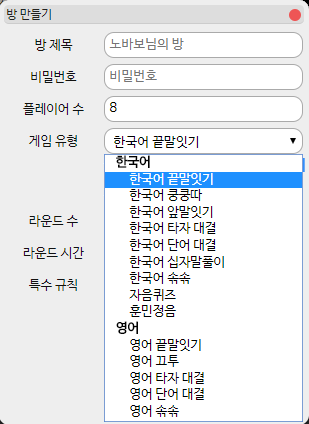 방 만들기
방 제목 노바보님의 방
비밀번호 비밀번호
플레이어 수 8
게임 유형 한국어 끝말잇기
한국어
한국어 끝말잇기
한국어 쿵쿵따
한국어 앞말잇기
라운드 수 한국어 타자 대결
한국어 단어 대결
라운드 시간 한국어 십자말풀이
한국어 솎솎
특수 규칙 자음퀴즈
훈민정음
영어
영어 끝말잇기
영어 끄투
영어 타자 대결
영어 단어 대결
영어 솎솎